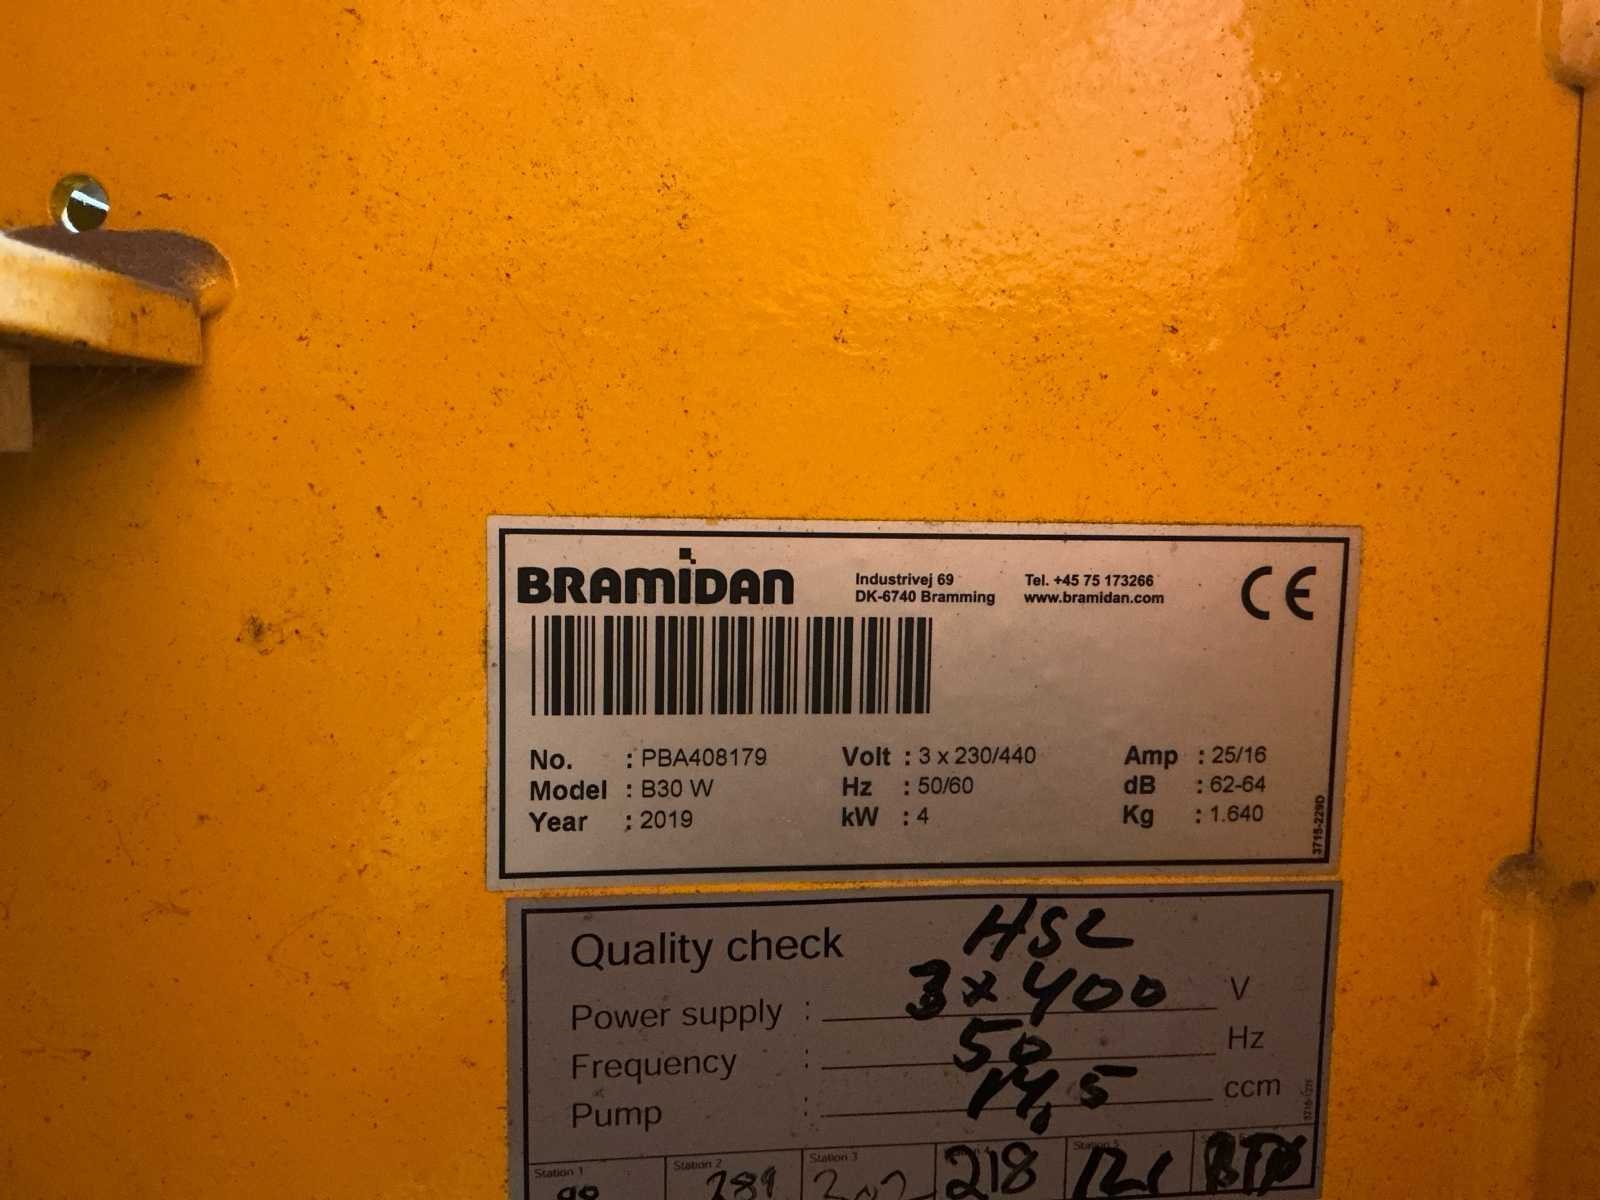 BRAMIDAN
Industrivej 69
DK-6740 Bramming
Tel. +45 75 173266
www.bramidan.com
CE
No. : PBA408179
Model : B30 W
Year : 2019
Volt : 3 x 230/440
Hz : 50/60
kW : 4
Amp : 25/16
dB : 62-64
Kg : 1.640
3715-229D
Quality check HSL
Power supply : 3x400 V
Frequency : 50 Hz
Pump : 14,5 ccm
Station 1
Station 2 289
Station 3
218
Station 5 121